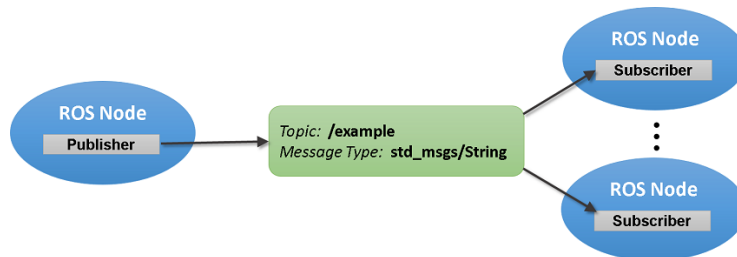 ROS Node
Publisher
Topic: /example
Message Type: std_msgs/String
ROS Node
Subscriber
ROS Node
Subscriber